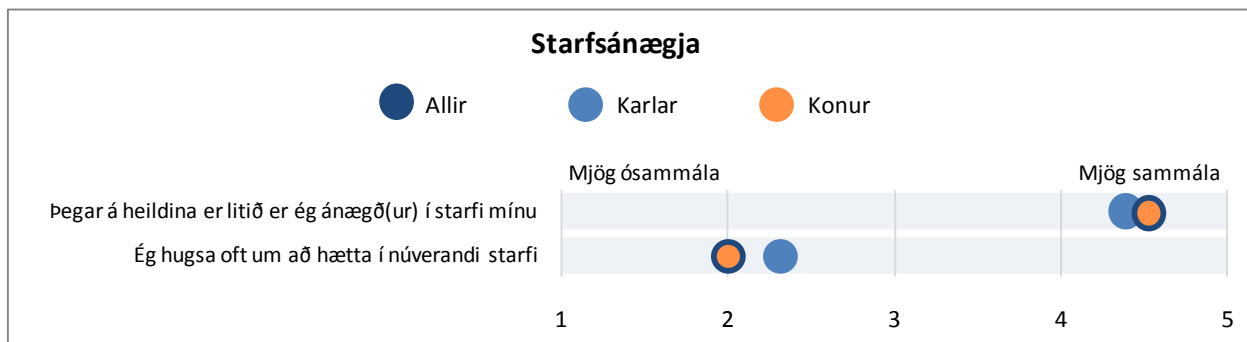 Starfsánægja
Allir Karlar Konur
Mjög ósammála Mjög sammála
Þegar á heildina er litið er ég ánægð(ur) í starfi mínu
Ég hugsa oft um að hætta í núverandi starfi
1 2 3 4 5